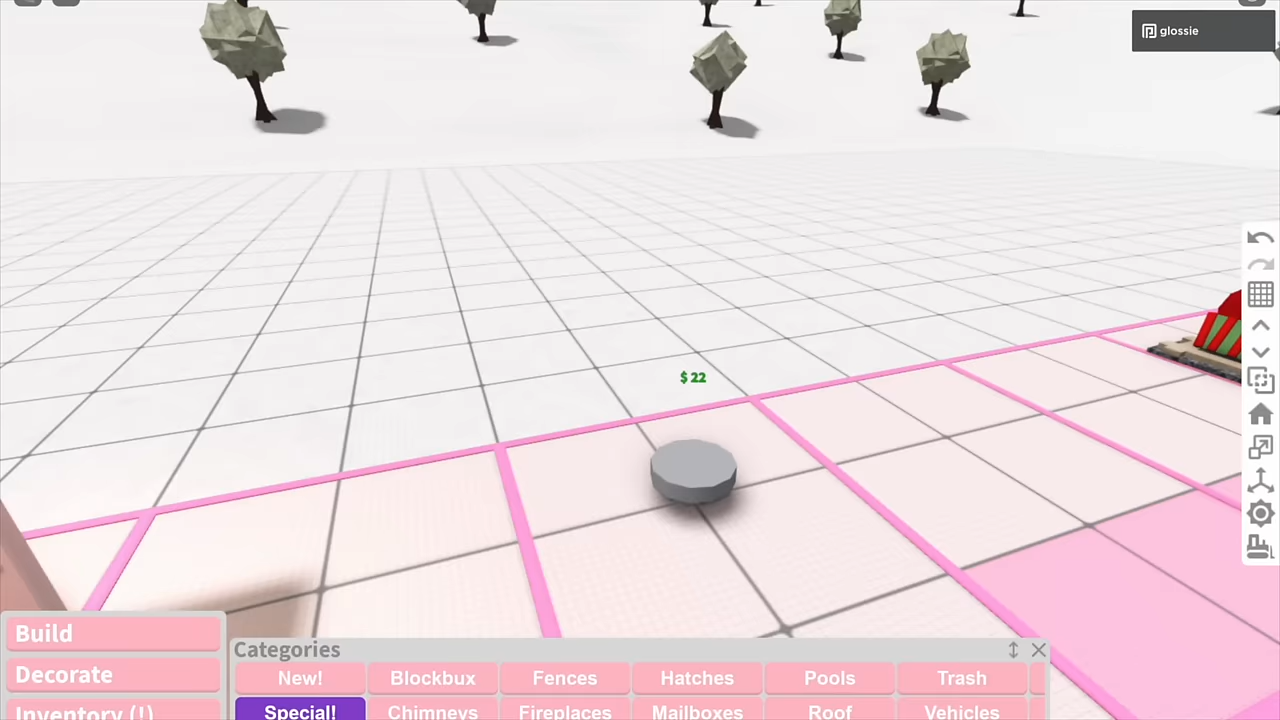 glossie
$ 22
Build
Decorate
Inventory (!)
Categories
New! Blockbux Fences Hatches Pools Trash
Special! Chimneys Fireplaces Mailboxes Roof Vehicles